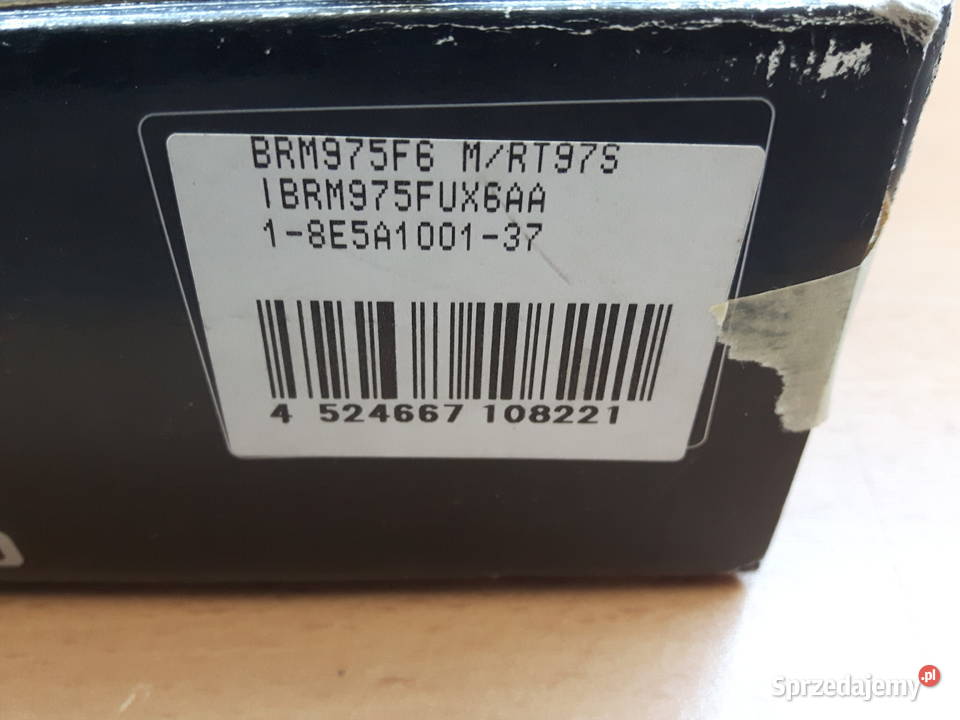 BRM975F6 M/RT97S
IBRM975FUX6AA
1-8E5A1001-37
4 524667 108221
Sprzedajemy.pl